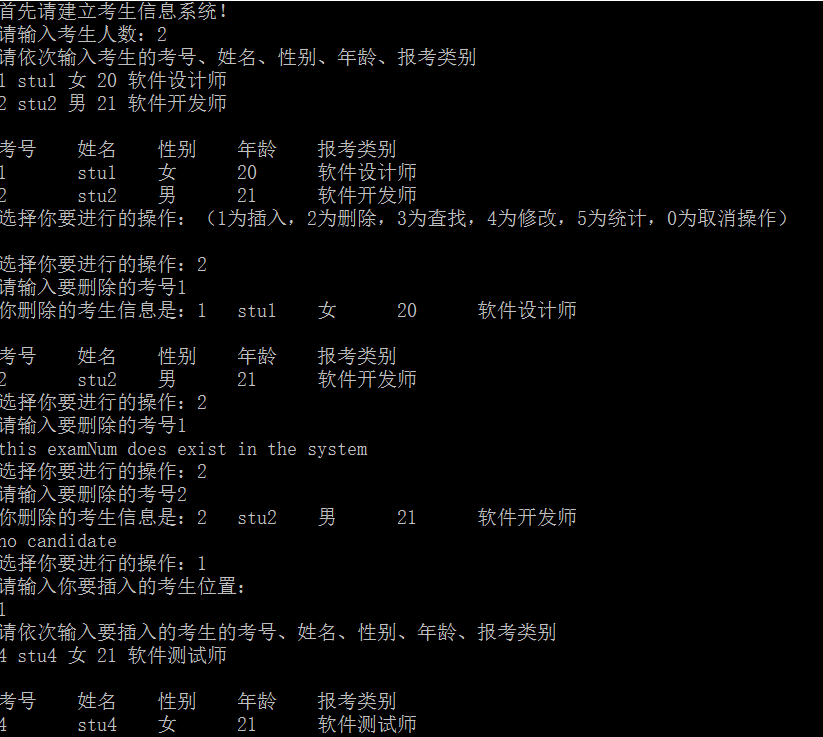 首先请建立考生信息系统！
请输入考生人数：2
请依次输入考生的考号、姓名、性别、年龄、报考类别
1 stu1 女 20 软件设计师
2 stu2 男 21 软件开发师
考号 姓名 性别 年龄 报考类别
1 stu1 女 20 软件设计师
2 stu2 男 21 软件开发师
选择你要进行的操作：（1为插入，2为删除，3为查找，4为修改，5为统计，0为取消操作）
选择你要进行的操作：2
请输入要删除的考号1
你删除的考生信息是：1 stu1 女 20 软件设计师
考号 姓名 性别 年龄 报考类别
2 stu2 男 21 软件开发师
选择你要进行的操作：2
请输入要删除的考号1
this examNum does exist in the system
选择你要进行的操作：2
请输入要删除的考号2
你删除的考生信息是：2 stu2 男 21 软件开发师
no candidate
选择你要进行的操作：1
请输入你要插入的考生位置：
1
请依次输入要插入的考生的考号、姓名、性别、年龄、报考类别
4 stu4 女 21 软件测试师
考号 姓名 性别 年龄 报考类别
4 stu4 女 21 软件测试师